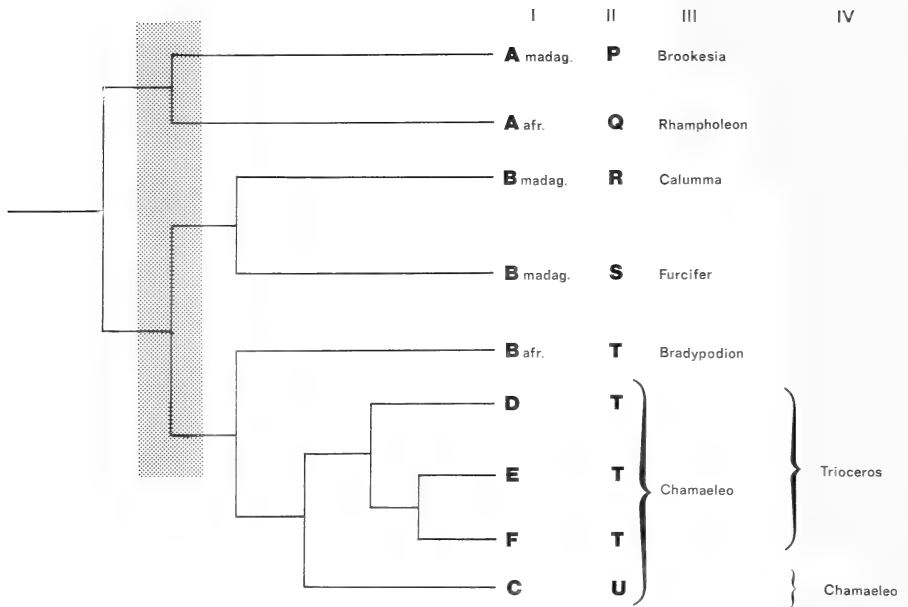 I II III IV
A madag. P Brookesia
A afr. Q Rhampholeon
B madag. R Calumma
B madag. S Furcifer
B afr. T Bradypodion
D T
E T
Chamaeleo
Trioceros
F T
C U
Chamaeleo